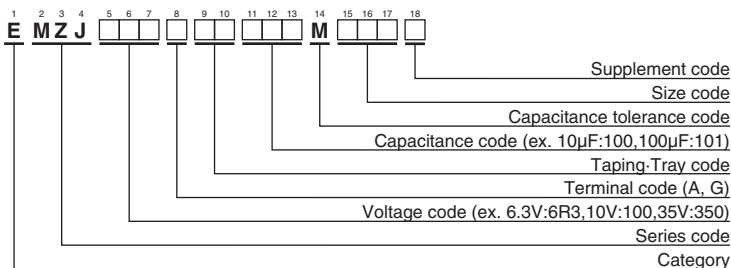 1 2 3 4 5 6 7 8 9 10 11 12 13 14 15 16 17 18
E M Z J M
Supplement code
Size code
Capacitance tolerance code
Capacitance code (ex. 10μF:100,100μF:101)
Taping·Tray code
Terminal code (A, G)
Voltage code (ex. 6.3V:6R3,10V:100,35V:350)
Series code
Category